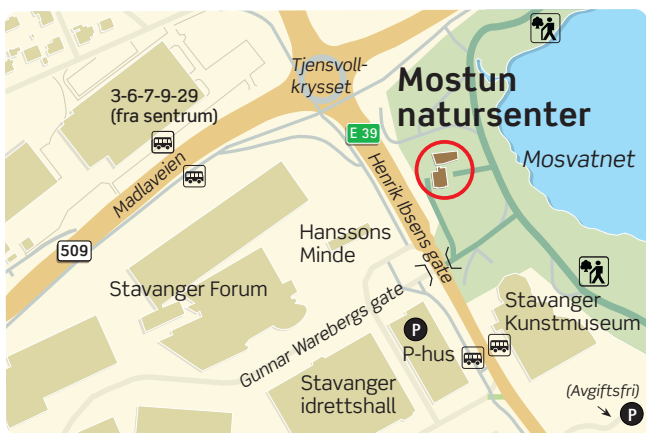 Tjensvoll-
krysset
Mostun
natursenter
3-6-7-9-29
(fra sentrum)
E 39
Mosvatnet
Madlaveien
Henrik Ibsens gate
509
Hanssons
Minde
Stavanger Forum
Gunnar Warebergs gate
Stavanger
Kunstmuseum
P
P-hus
Stavanger
idrettshall
(Avgiftsfri)
P